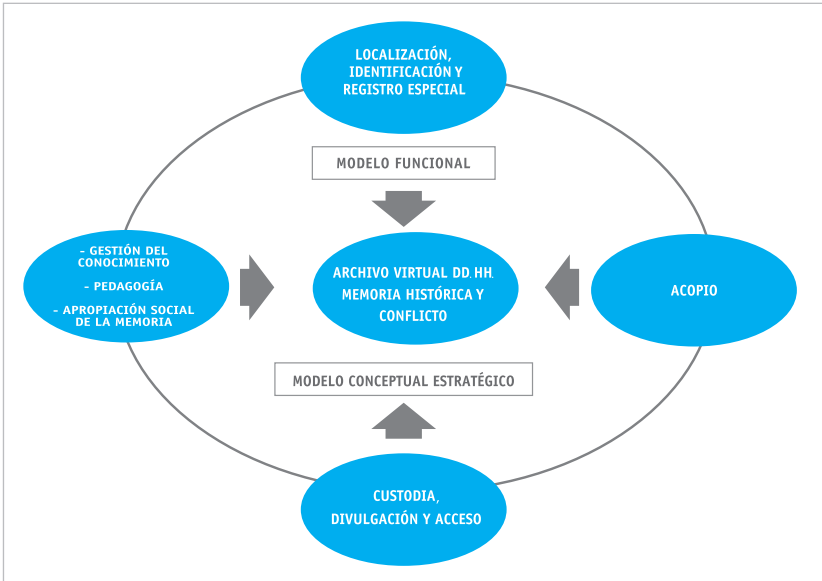 LOCALIZACIÓN,
IDENTIFICACIÓN Y
REGISTRO ESPECIAL
MODELO FUNCIONAL
- GESTIÓN DEL
CONOCIMIENTO
- PEDAGOGÍA
- APROPIACIÓN SOCIAL
DE LA MEMORIA
ARCHIVO VIRTUAL DD. HH.
MEMORIA HISTÓRICA Y
CONFLICTO
ACOPIO
MODELO CONCEPTUAL ESTRATÉGICO
CUSTODIA,
DIVULGACIÓN Y ACCESO